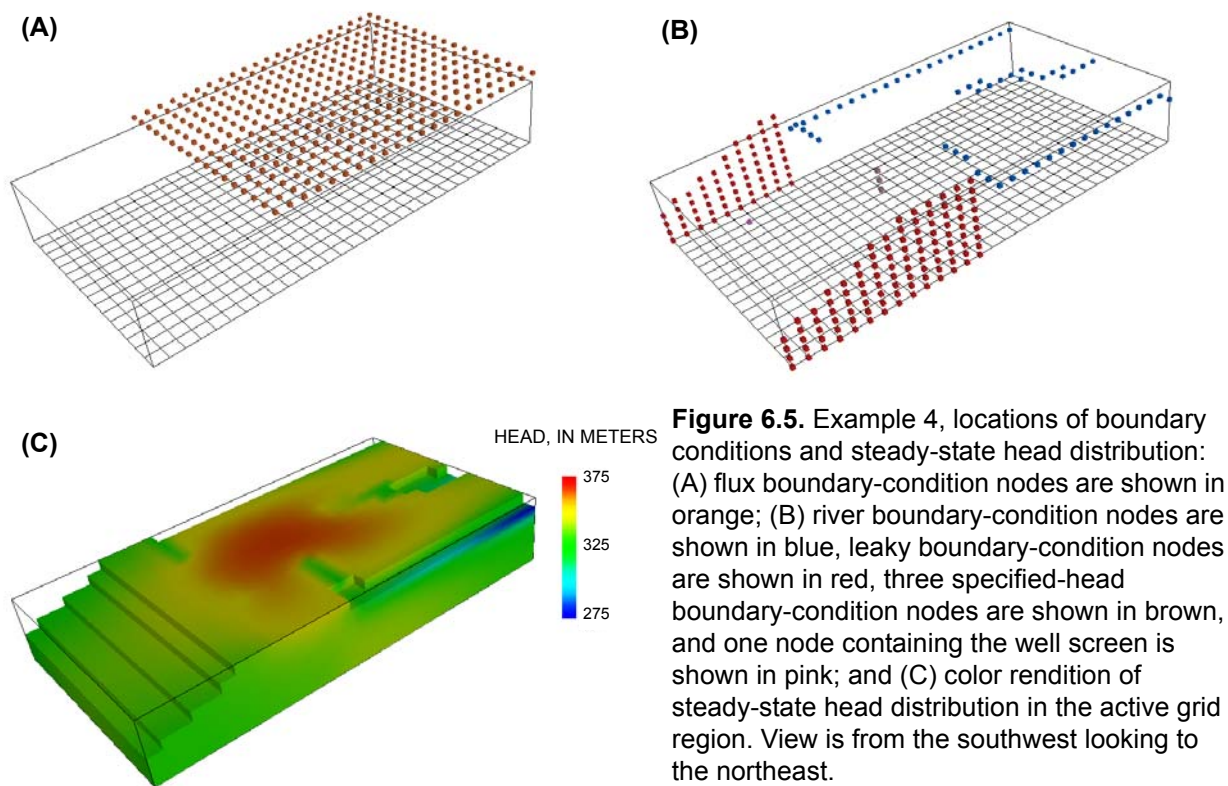 (A)
(B)
(C)
HEAD, IN METERS
375
325
275
Figure 6.5. Example 4, locations of boundary
conditions and steady-state head distribution:
(A) flux boundary-condition nodes are shown in
orange; (B) river boundary-condition nodes are
shown in blue, leaky boundary-condition nodes
are shown in red, three specified-head
boundary-condition nodes are shown in brown,
and one node containing the well screen is
shown in pink; and (C) color rendition of
steady-state head distribution in the active grid
region. View is from the southwest looking to
the northeast.